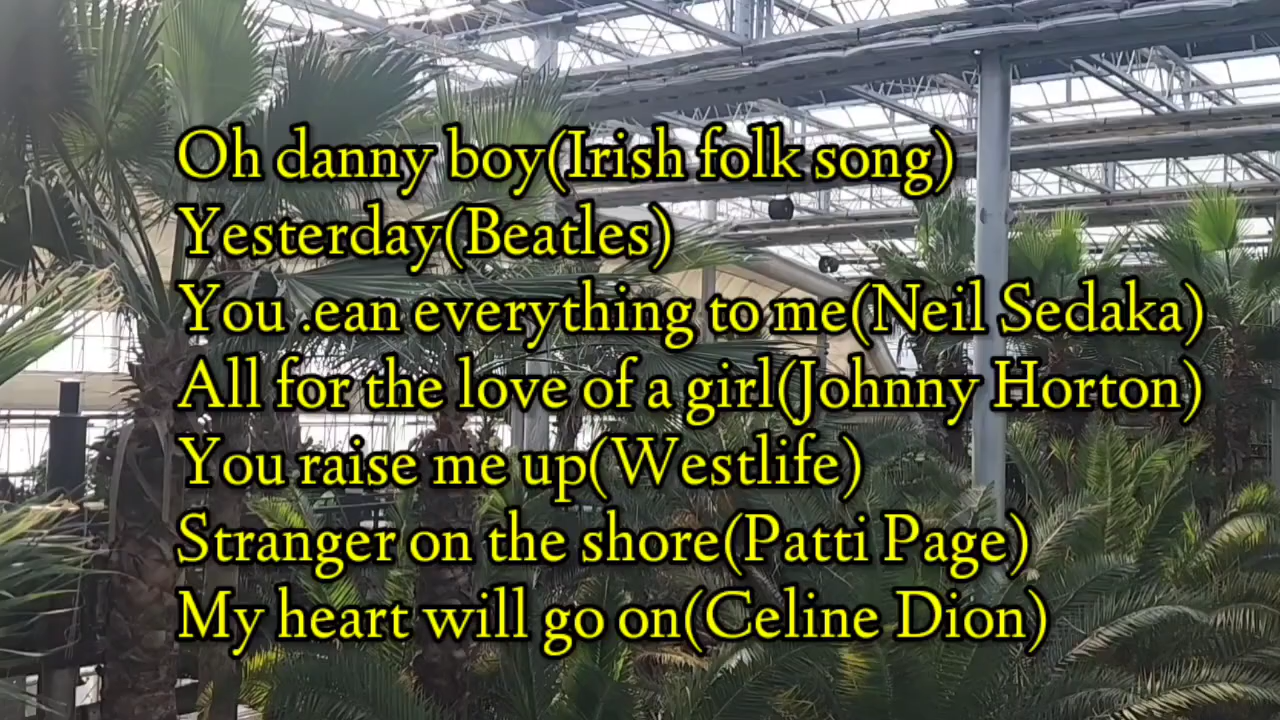 Oh danny boy(Irish folk song)
Yesterday(Beatles)
You .ean everything to me(Neil Sedaka)
All for the love of a girl(Johnny Horton)
You raise me up(Westlife)
Stranger on the shore(Patti Page)
My heart will go on(Celine Dion)